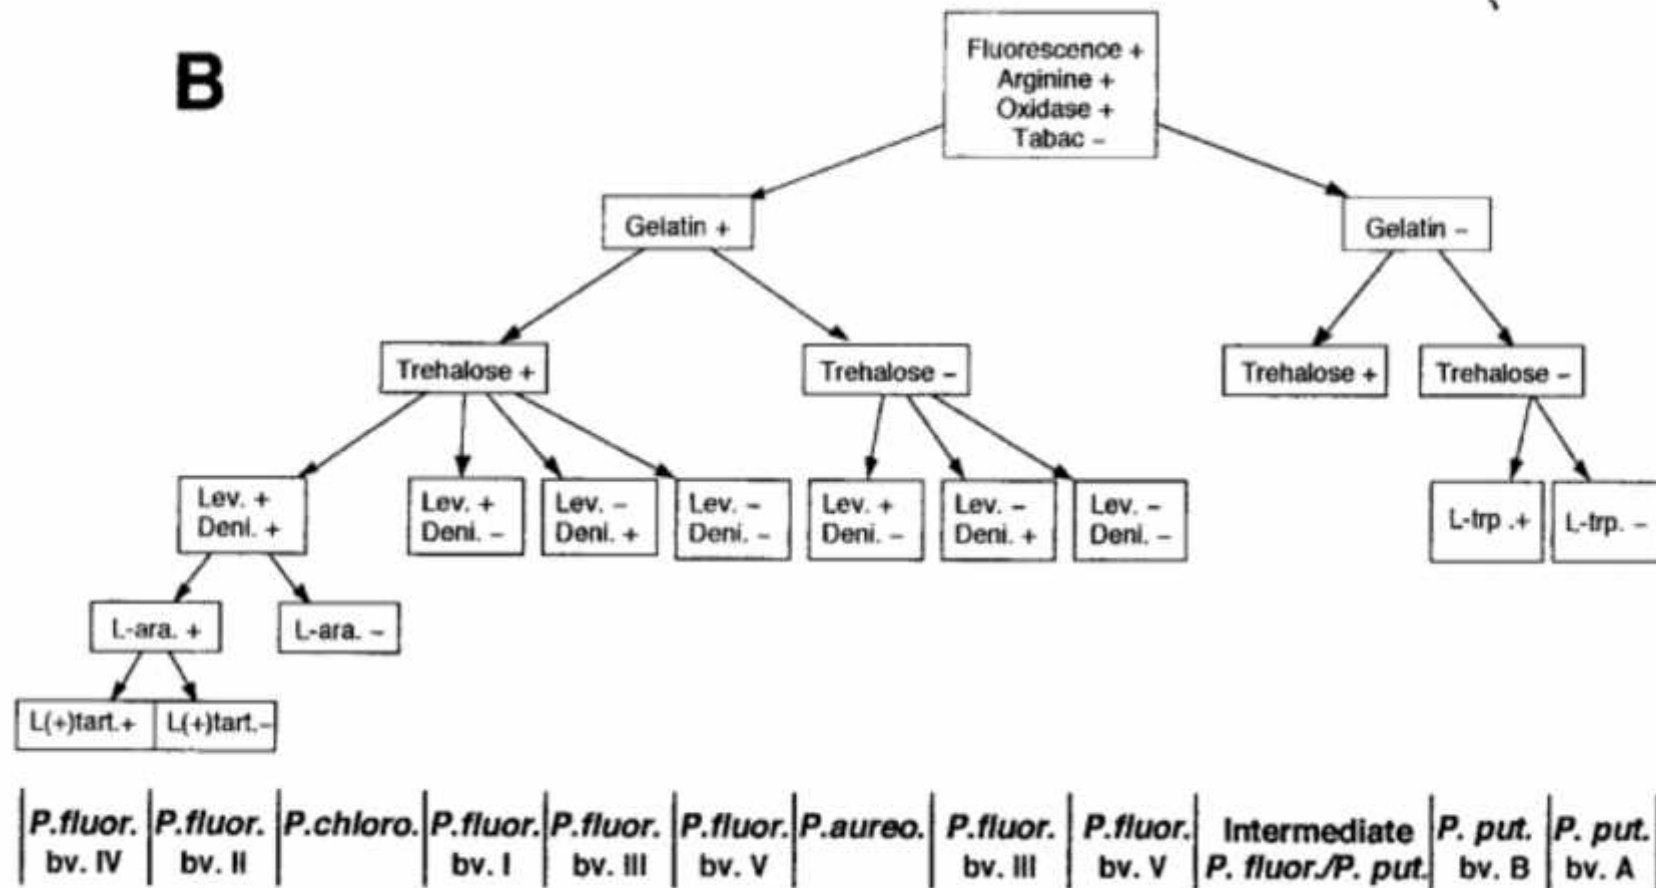 B
Fluorescence +
Arginine +
Oxidase +
Tabac –
Gelatin +
Gelatin –
Trehalose +
Trehalose –
Trehalose +
Trehalose –
Lev. +
Deni. +
Lev. +
Deni. –
Lev. –
Deni. +
Lev. –
Deni. –
Lev. +
Deni. –
Lev. –
Deni. +
Lev. –
Deni. –
L-trp .+
L-trp. –
L-ara. +
L-ara. –
L(+)tart.+
L(+)tart.–
P.fluor.
bv. IV
P.fluor.
bv. II
P.chloro.
P.fluor.
bv. I
P.fluor.
bv. III
P.fluor.
bv. V
P.aureo.
P.fluor.
bv. III
P.fluor.
bv. V
Intermediate
P. fluor./P. put.
P. put.
bv. B
P. put.
bv. A